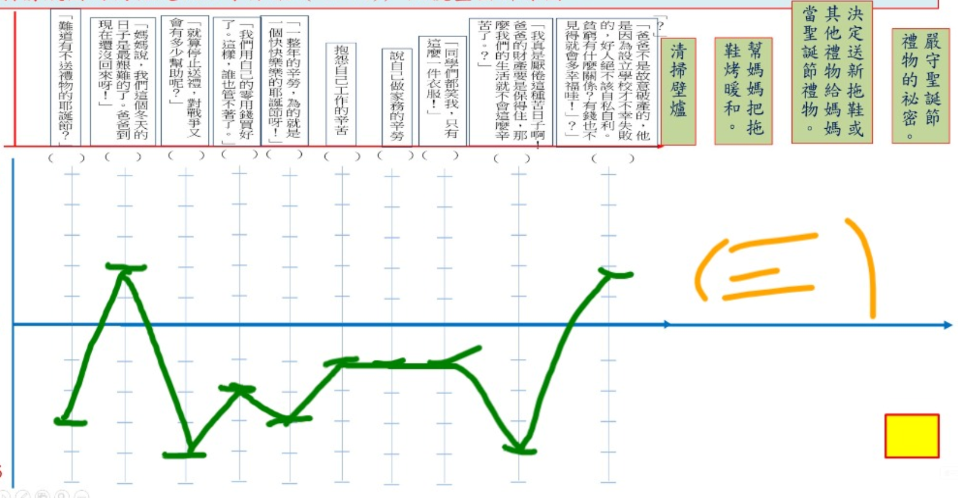 「難道有不送禮物的耶誕節？」
「媽媽說，我們這個冬天的
日子是最艱難的了。爸爸到
現在還沒回來呀！」
「就算停止送禮，對戰爭又
會有多少幫助呢？」
「我們用自己的零用錢買好
了。這樣，誰也管不著了。」
「一整年的辛勞，為的就是
一個快快樂樂的耶誕節呀！」
抱怨自己工作的辛苦
說自己做家務的辛勞
「同學們都笑我，只有
這麼一件衣服！」
「我真是厭倦這種苦日子啊！
爸爸的財產要是保得住，那
麼我們的生活就不會這麼辛
苦了。？」
「？」
「爸爸不是故意破產的，他
是因為設立學校才不幸失敗
的，好人絕不該自私自利。
貧窮有什麼關係？有錢也不
見得就會多幸福哇！」？」
清掃壁爐
幫媽媽把拖
鞋烤暖和。
決定送新拖鞋或
其他禮物給媽媽
當聖誕節禮物。
嚴守聖誕節
禮物的祕密。
( ) ( ) ( ) ( ) ( ) ( ) ( ) ( ) ( ) ( )
(三)